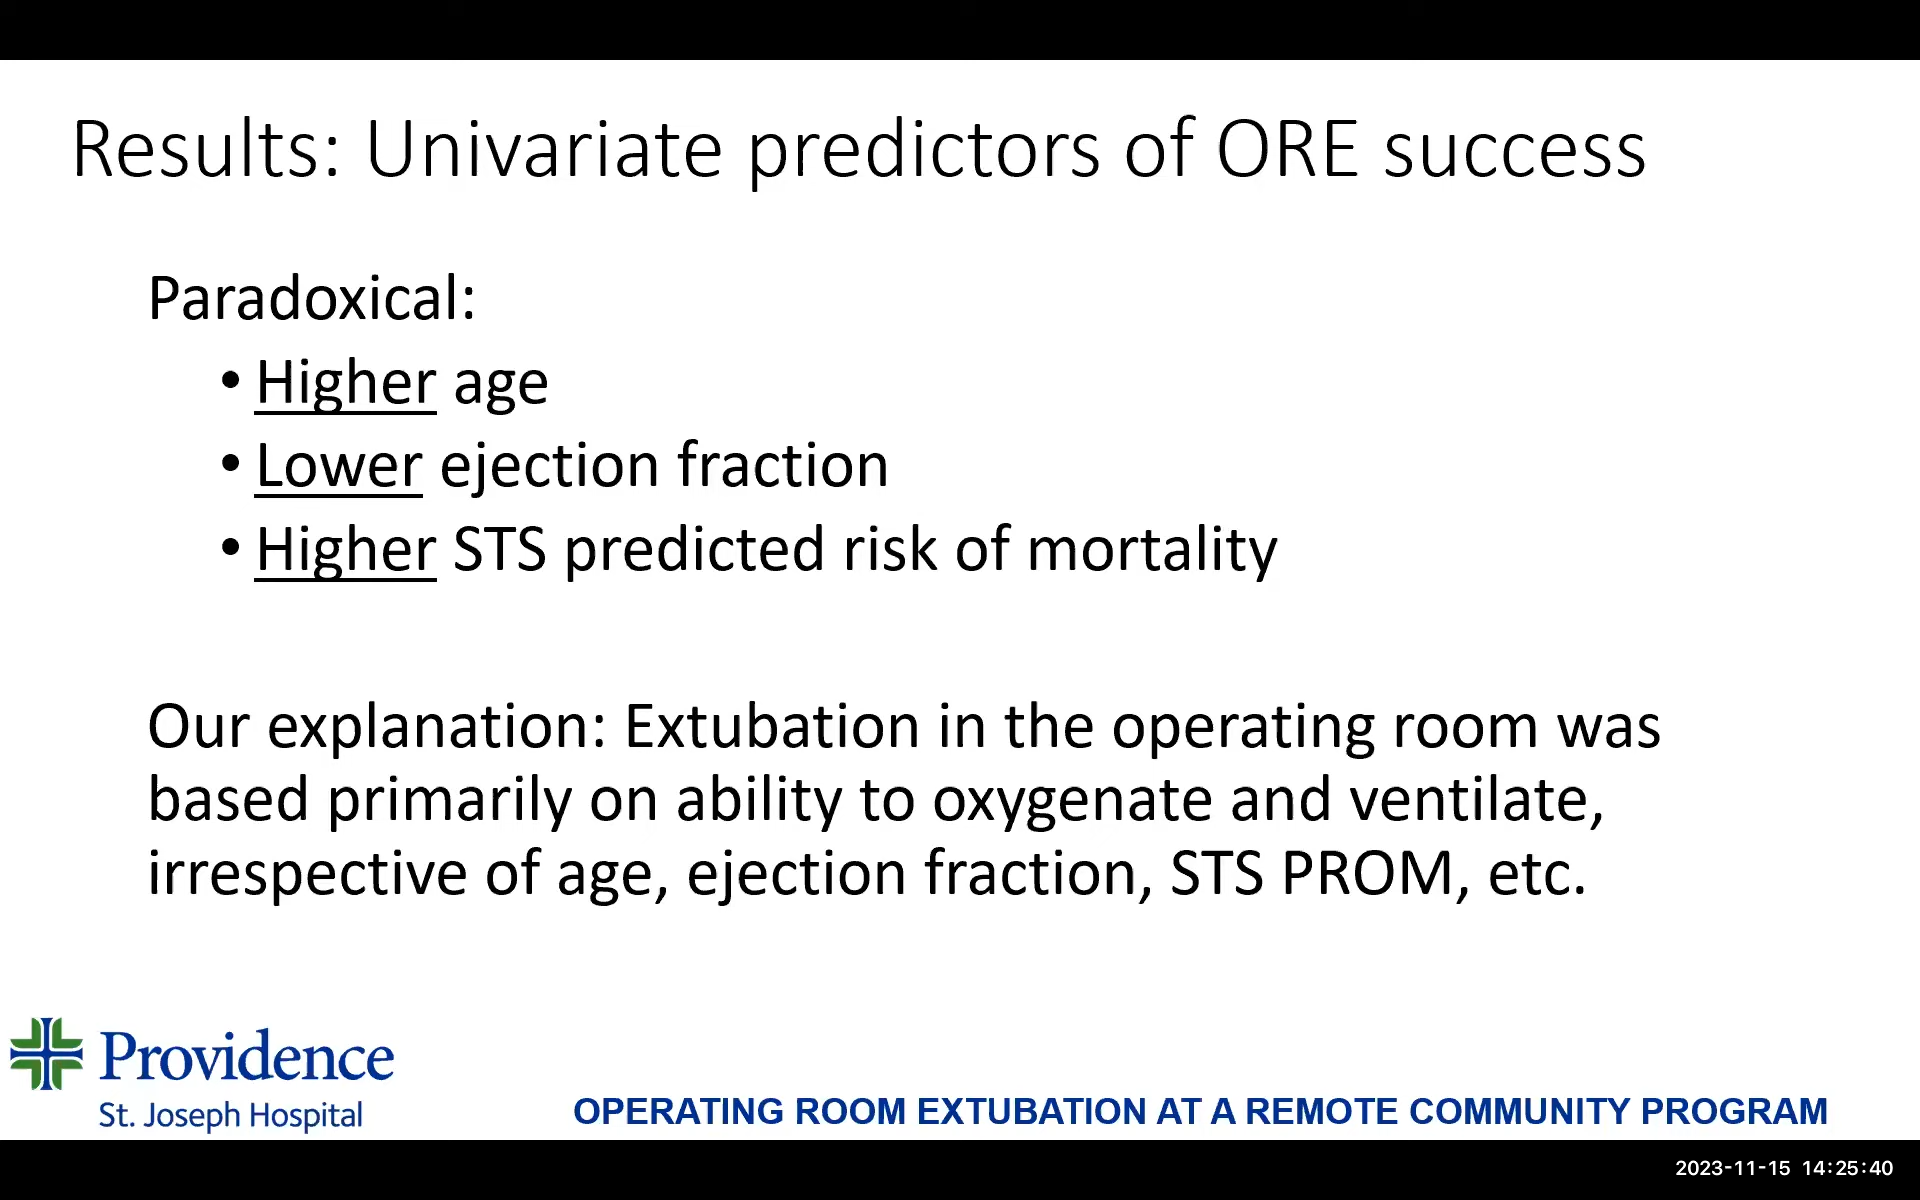 Results: Univariate predictors of ORE success
Paradoxical:
• Higher age
• Lower ejection fraction
• Higher STS predicted risk of mortality
Our explanation: Extubation in the operating room was
based primarily on ability to oxygenate and ventilate,
irrespective of age, ejection fraction, STS PROM, etc.
Providence
St. Joseph Hospital
OPERATING ROOM EXTUBATION AT A REMOTE COMMUNITY PROGRAM
2023-11-15 14:25:40